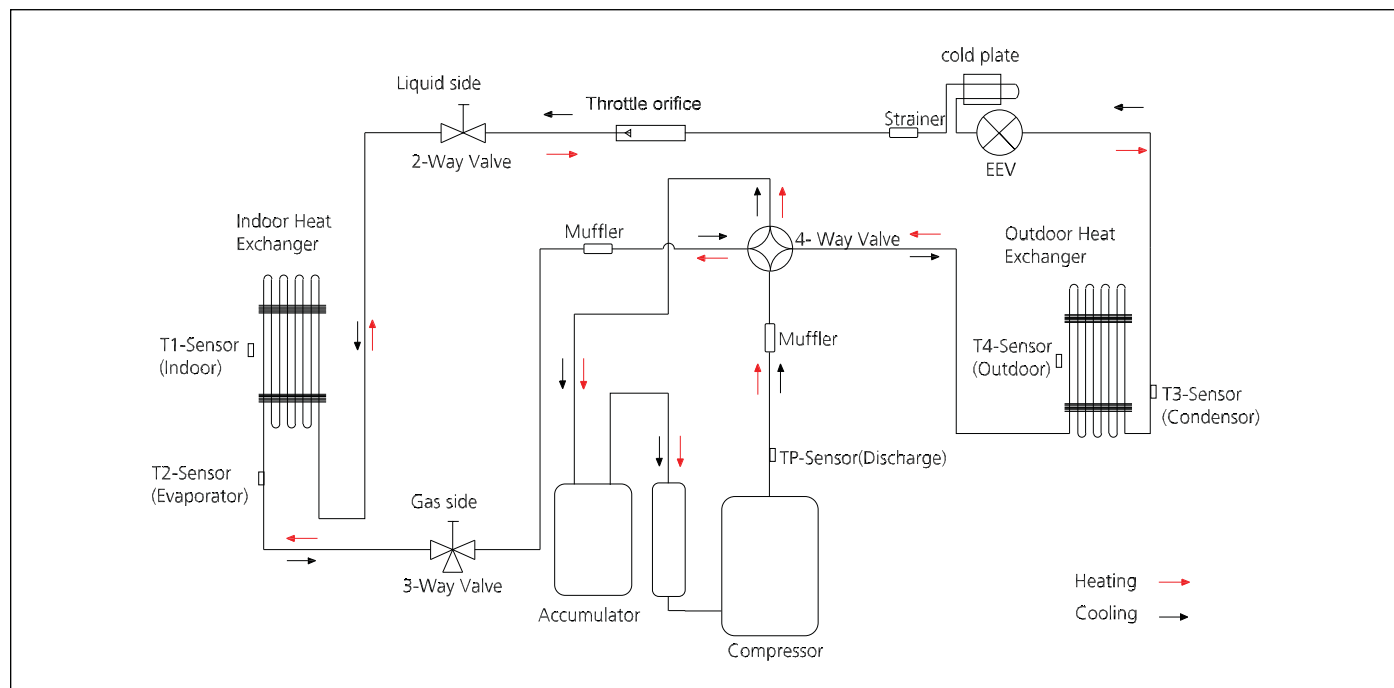 cold plate
Liquid side
Throttle orifice
Strainer
2-Way Valve
EEV
Indoor Heat
Exchanger
Muffler
4- Way Valve
Outdoor Heat
Exchanger
T1-Sensor
(Indoor)
Muffler
T4-Sensor
(Outdoor)
T3-Sensor
(Condensor)
T2-Sensor
(Evaporator)
TP-Sensor(Discharge)
Gas side
3-Way Valve
Accumulator
Compressor
Heating
Cooling